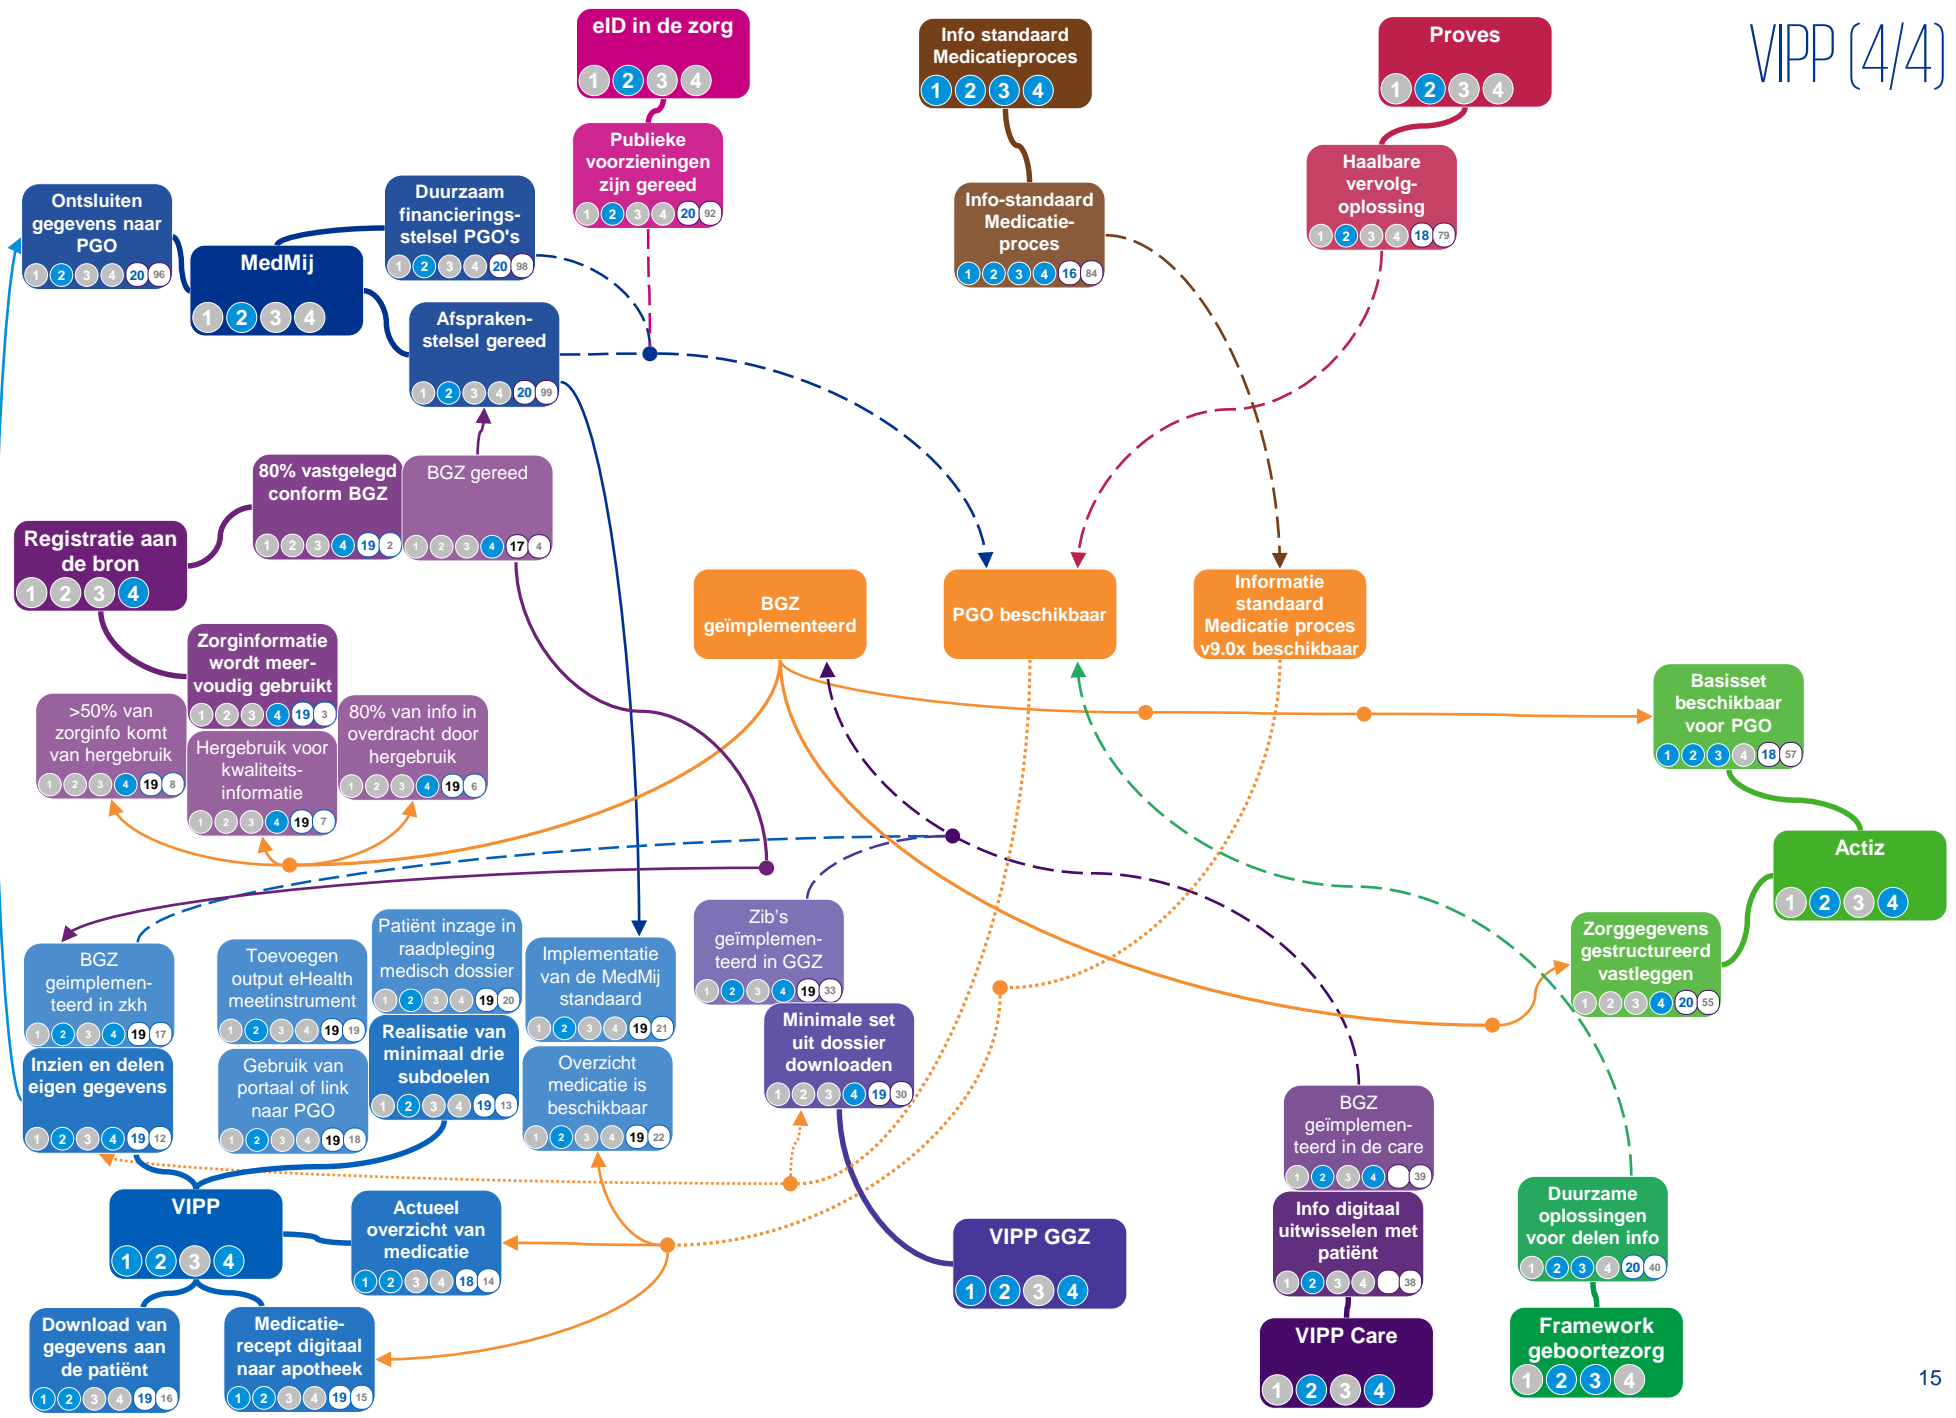 VIPP (4/4)
eID in de zorg
1 2 3 4
Info standaard
Medicatieproces
1 2 3 4
Proves
1 2 3 4
Publieke
voorzieningen
zijn gereed
1 2 3 4 20 92
Haalbare
vervolg-
oplossing
1 2 3 4 18 79
Ontsluiten
gegevens naar
PGO
1 2 3 4 20 96
Duurzaam
financierings-
stelsel PGO's
1 2 3 4 20 98
Info-standaard
Medicatie-
proces
1 2 3 4 16 84
MedMij
1 2 3 4
Afspraken-
stelsel gereed
1 2 3 4 20 99
80% vastgelegd
conform BGZ
1 2 3 4 19 2
BGZ gereed
1 2 3 4 17 4
Registratie aan
de bron
1 2 3 4
BGZ
geïmplementeerd
PGO beschikbaar
Informatie
standaard
Medicatie proces
v9.0x beschikbaar
Zorginformatie
wordt meer-
voudig gebruikt
1 2 3 4 19 3
>50% van
zorginfo komt
van hergebruik
1 2 3 4 19 8
Hergebruik voor
kwaliteits-
informatie
1 2 3 4 19 7
80% van info in
overdracht door
hergebruik
1 2 3 4 19 6
Basisset
beschikbaar
voor PGO
1 2 3 4 18 57
Actiz
1 2 3 4
Zorggegevens
gestructureerd
vastleggen
1 2 3 4 20 55
BGZ
geimplemen-
teerd in zkh
1 2 3 4 19 17
Toevoegen
output eHealth
meetinstrument
1 2 3 4 19 19
Patiënt inzage in
raadpleging
medisch dossier
1 2 3 4 19 20
Implementatie
van de MedMij
standaard
1 2 3 4 19 21
Zib's
geïmplemen-
teerd in GGZ
1 2 3 4 19 33
Inzien en delen
eigen gegevens
1 2 3 4 19 12
Gebruik van
portaal of link
naar PGO
1 2 3 4 19 18
Realisatie van
minimaal drie
subdoelen
1 2 3 4 19 13
Overzicht
medicatie is
beschikbaar
1 2 3 4 19 22
Minimale set
uit dossier
downloaden
1 2 3 4 19 30
BGZ
geïmplemen-
teerd in de care
1 2 3 4 39
VIPP
1 2 3 4
Actueel
overzicht van
medicatie
1 2 3 4 18 14
VIPP GGZ
1 2 3 4
Info digitaal
uitwisselen met
patiënt
1 2 3 4 38
Duurzame
oplossingen
voor delen info
1 2 3 4 20 40
Download van
gegevens aan
de patiënt
1 2 3 4 19 16
Medicatie-
recept digitaal
naar apotheek
1 2 3 4 19 15
VIPP Care
1 2 3 4
Framework
geboortezorg
1 2 3 4
15